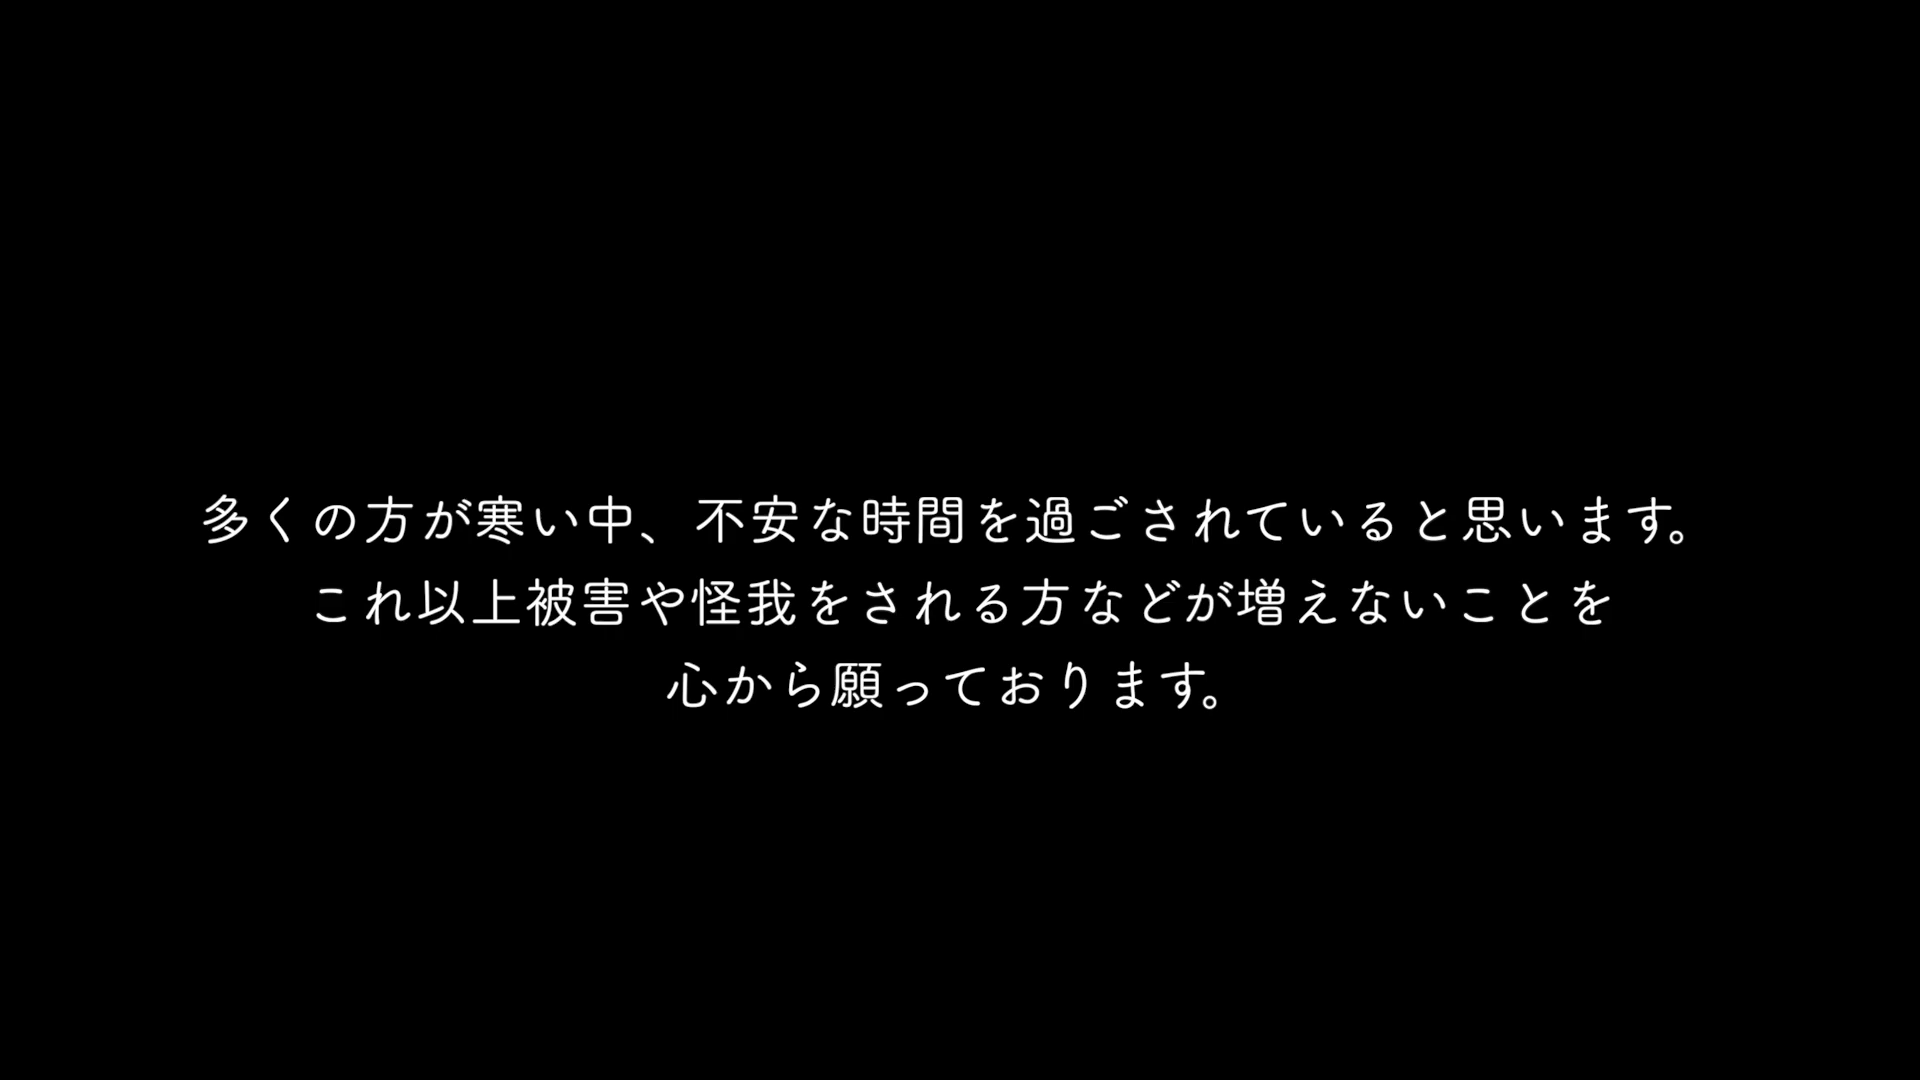 多くの方が寒い中、不安な時間を過ごされていると思います。
これ以上被害や怪我をされる方などが増えないことを
心から願っております。